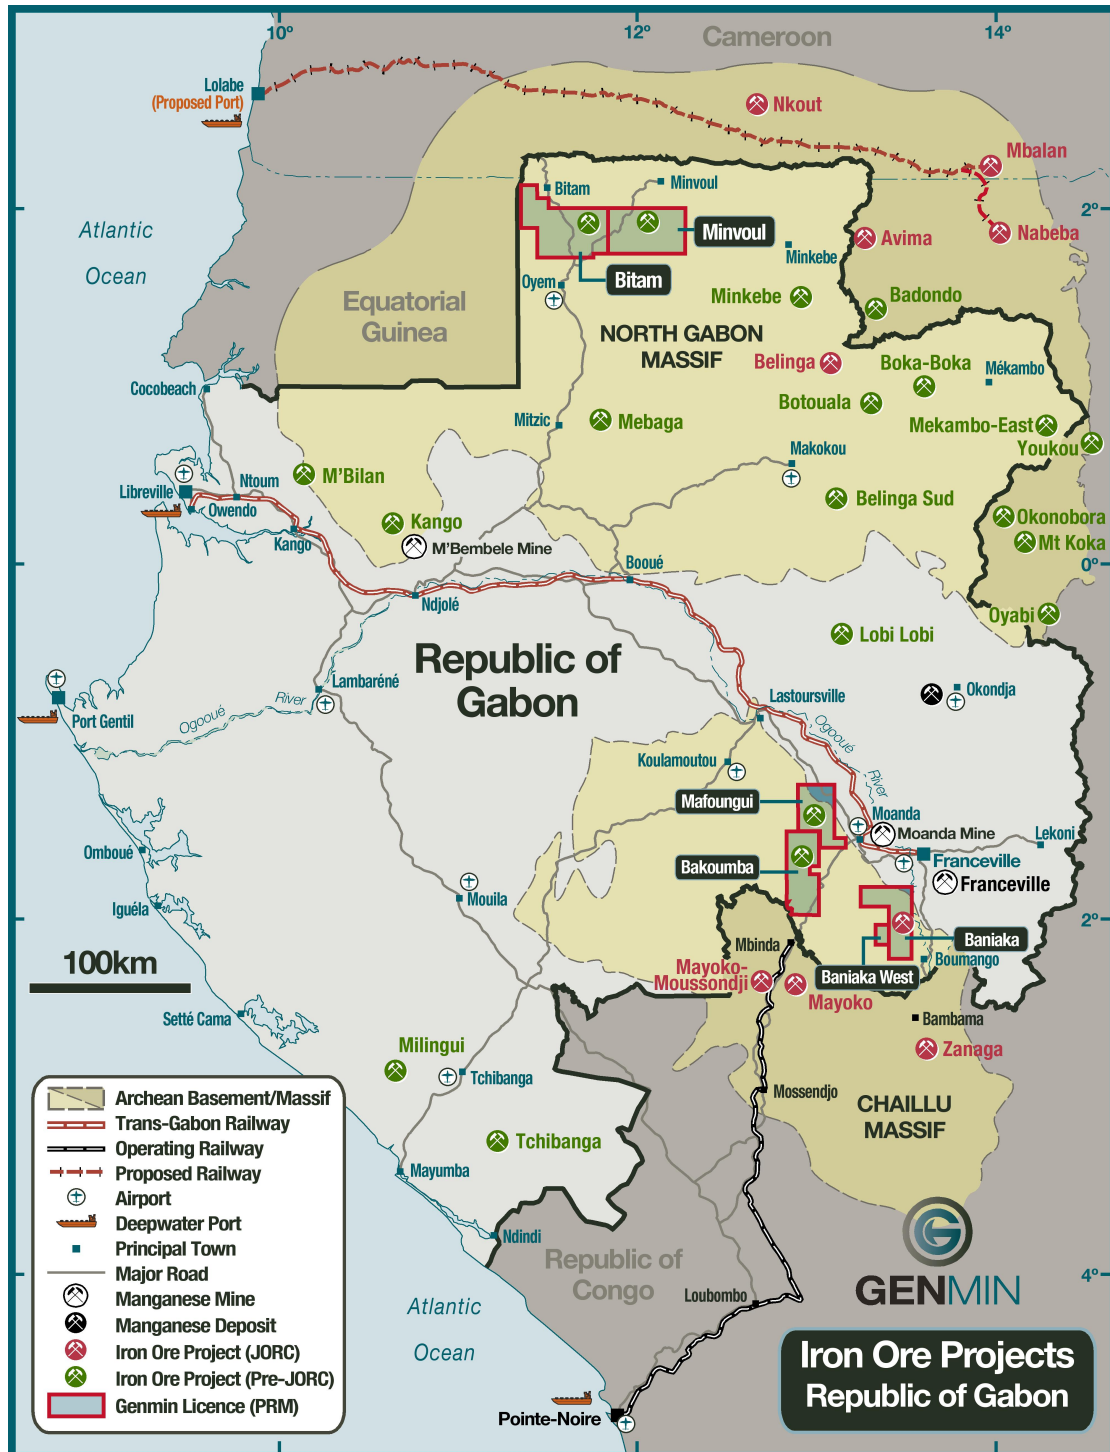 10º
12º
14º
Cameroon
Lolabe
(Proposed Port)
Nkout
Mbalan
Bitam
Minvoul
2º
Atlantic
Ocean
Minvoul
Avima
Nabeba
Minkebe
Bitam
Oyem
Equatorial
Guinea
Minkebe
Badondo
NORTH GABON
MASSIF
Belinga
Boka-Boka
Mékambo
Cocobeach
Botouala
Mitzic
Mebaga
Mekambo-East
Youkou
Makokou
M'Bilan
Ntoum
Libreville
Owendo
Belinga Sud
Kango
Okonobora
Kango
M'Bembele Mine
Mt Koka
Booué
0º
Ndjolé
Oyabi
Lobi Lobi
Republic of
Gabon
Lambaréné
Okondja
River
Ogooué
Port Gentil
Lastoursville
Ogooué
River
Koulamoutou
Mafoungui
Moanda
Moanda Mine
Lekoni
Omboué
Franceville
Bakoumba
Franceville
Mouila
Iguéla
2º
Mbinda
Baniaka
100km
Boumango
Mayoko-
Moussondji
Baniaka West
Mayoko
Setté Cama
Bambama
Milingui
Zanaga
Tchibanga
Mossendjo
CHAILLU
MASSIF
Tchibanga
Mayumba
Ndindi
Republic of
Congo
4º
Loubombo
Atlantic
Ocean
Pointe-Noire
Archean Basement/Massif
Trans-Gabon Railway
Operating Railway
Proposed Railway
Airport
Deepwater Port
Principal Town
Major Road
Manganese Mine
Manganese Deposit
Iron Ore Project (JORC)
Iron Ore Project (Pre-JORC)
Genmin Licence (PRM)
GENMIN
Iron Ore Projects
Republic of Gabon